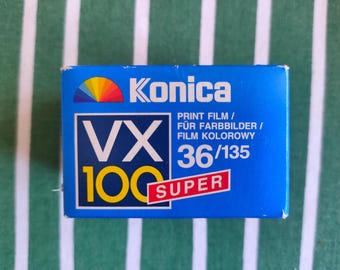 Konica
VX
100
SUPER
PRINT FILM /
FÜR FARBBILDER /
FILM KOLOROWY
36/135